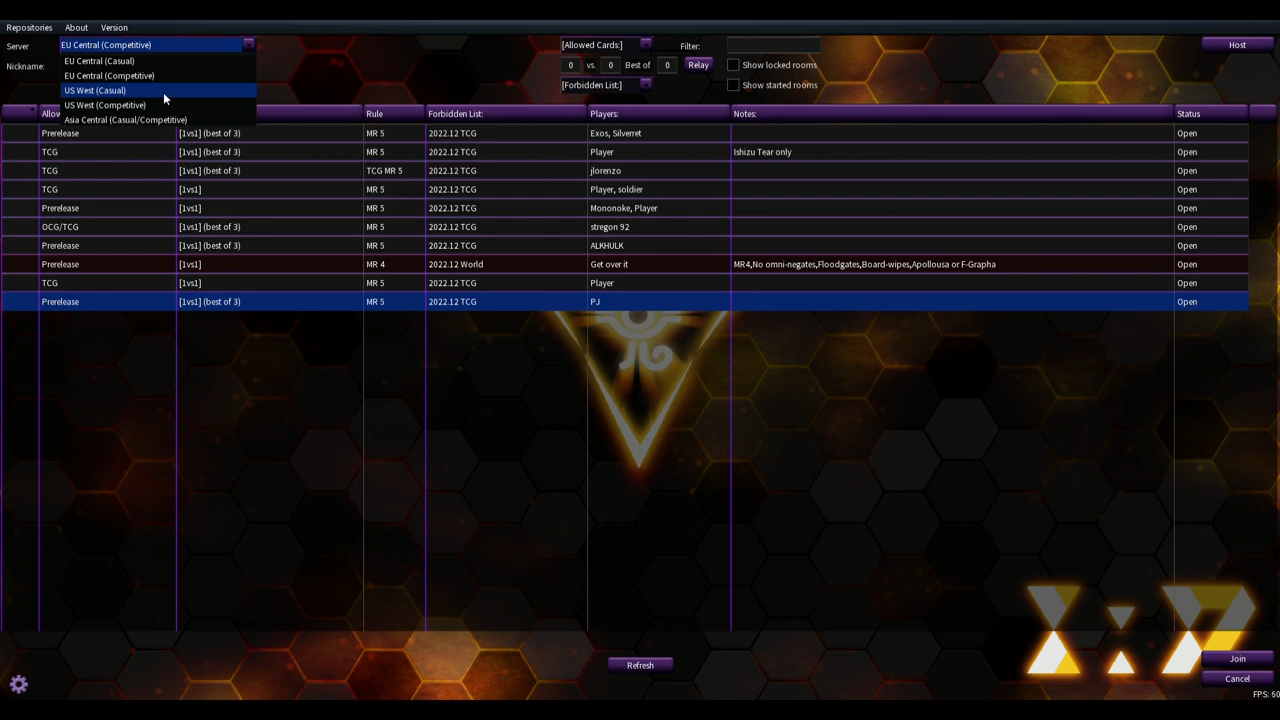 Repositories About Version
Server EU Central (Competitive) [Allowed Cards:] Filter: Host
EU Central (Casual) 0 vs. 0 Best of 0 Relay Show locked rooms
Nickname:
EU Central (Competitive)
US West (Casual) [Forbidden List:] Show started rooms
US West (Competitive)
Allow Rule Forbidden List: Players: Notes: Status
Asia Central (Casual/Competitive)
Prerelease [1vs1] (best of 3) MR 5 2022.12 TCG Exos, Silverret Open
TCG [1vs1] (best of 3) MR 5 2022.12 TCG Player Ishizu Tear only Open
TCG [1vs1] (best of 3) TCG MR 5 2022.12 TCG jlorenzo Open
TCG [1vs1] MR 5 2022.12 TCG Player, soldier Open
Prerelease [1vs1] MR 5 2022.12 TCG Mononoke, Player Open
OCG/TCG [1vs1] (best of 3) MR 5 2022.12 TCG stregon 92 Open
Prerelease [1vs1] (best of 3) MR 5 2022.12 TCG ALKHULK Open
Prerelease [1vs1] MR 4 2022.12 World Get over it MR4,No omni-negates,Floodgates,Board-wipes,Apollousa or F-Grapha Open
TCG [1vs1] MR 5 2022.12 TCG Player Open
Prerelease [1vs1] (best of 3) MR 5 2022.12 TCG PJ Open
Refresh
Join
Cancel
FPS: 60